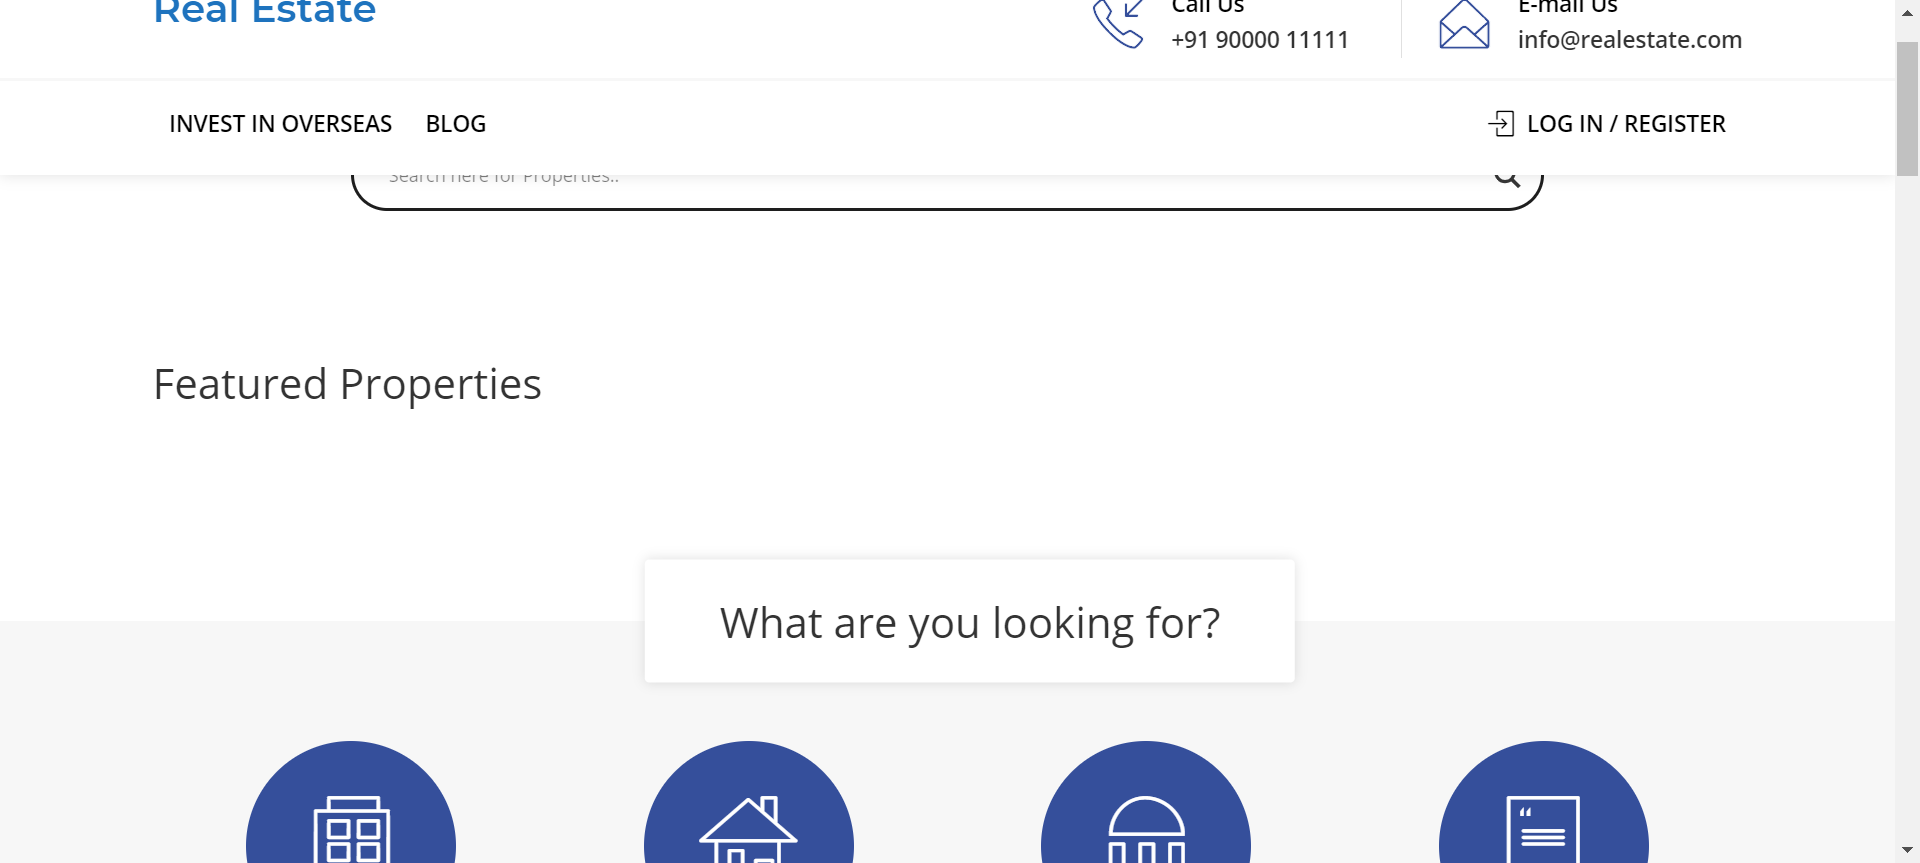 Real Estate
Call Us
+91 90000 11111
E-mail Us
info@realestate.com
INVEST IN OVERSEAS
BLOG
LOG IN / REGISTER
Search here for Properties..
Featured Properties
What are you looking for?